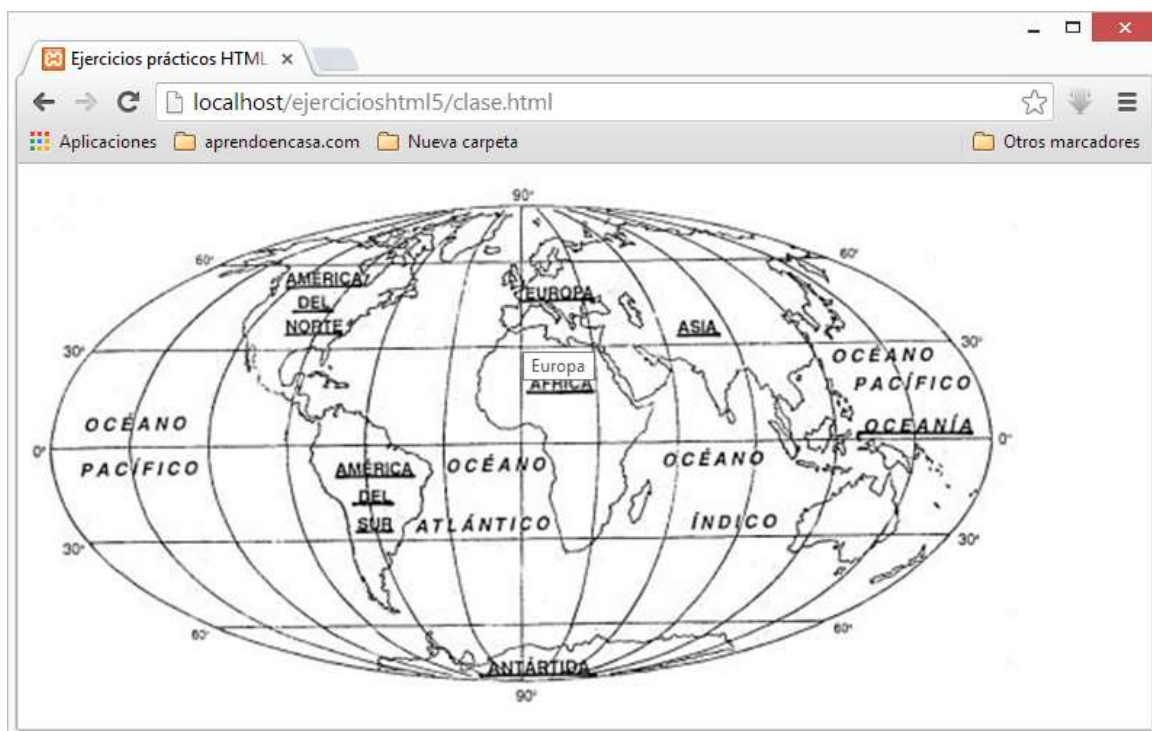 Ejercicios prácticos HTML
localhost/ejercicioshtml5/clase.html
Aplicaciones aprendoencasa.com Nueva carpeta Otros marcadores
90°
60° 60°
AMÉRICA
DEL
NORTE
EUROPA
ASIA
30° 30°
OCÉANO
PACÍFICO
Europa
ÁFRICA
OCÉANO
PACÍFICO
OCEANÍA
0° 0°
AMÉRICA
DEL
SUR
OCÉANO
ATLÁNTICO
OCÉANO
ÍNDICO
30° 30°
60° 60°
ANTÁRTIDA
90°